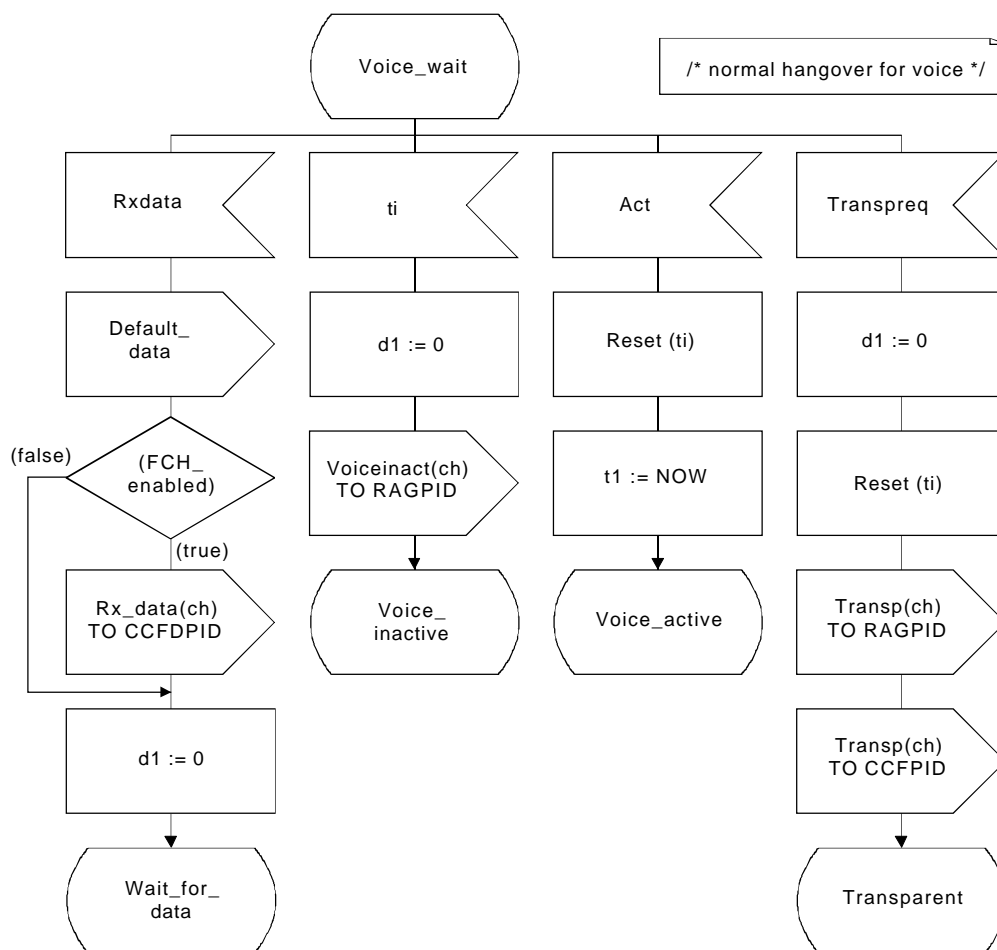 Voice_wait
/* normal hangover for voice */
Rxdata
ti
Act
Transpreq
Default_
data
d1 := 0
Reset (ti)
d1 := 0
(false)
(FCH_
enabled)
(true)
Voiceinact(ch)
TO RAGPID
t1 := NOW
Reset (ti)
Rx_data(ch)
TO CCFDPID
Voice_
inactive
Voice_active
Transp(ch)
TO RAGPID
d1 := 0
Transp(ch)
TO CCFPID
Wait_for_
data
Transparent